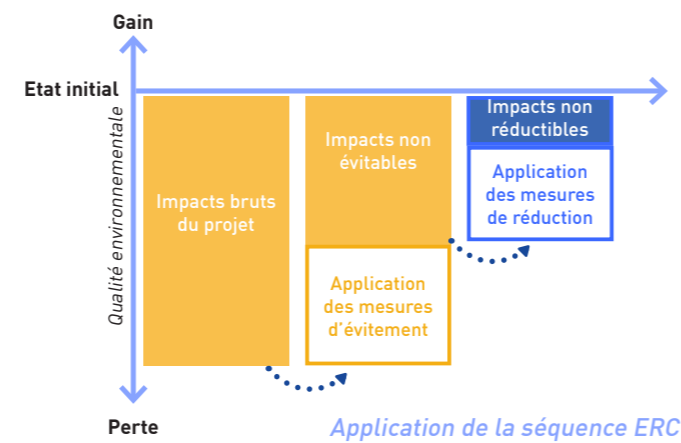 Gain
Etat initial
Qualité environnementale
Impacts bruts
du projet
Impacts non
évitables
Application
des mesures
d'évitement
Impacts non
réductibles
Application
des mesures
de réduction
Perte
Application de la séquence ERC